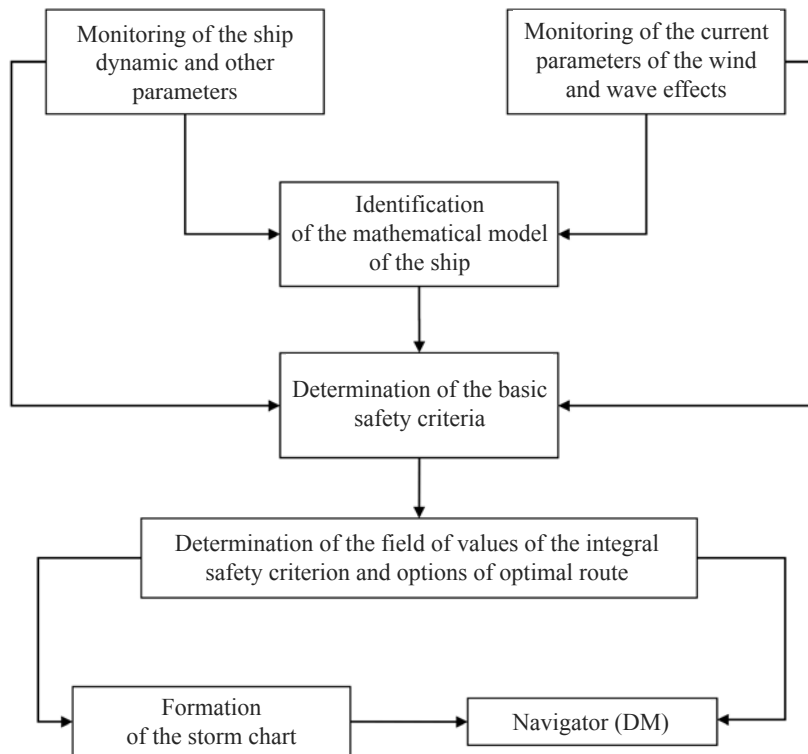 Monitoring of the ship
dynamic and other
parameters
Monitoring of the current
parameters of the wind
and wave effects
Identification
of the mathematical model
of the ship
Determination of the basic
safety criteria
Determination of the field of values of the integral
safety criterion and options of optimal route
Formation
of the storm chart
Navigator (DM)